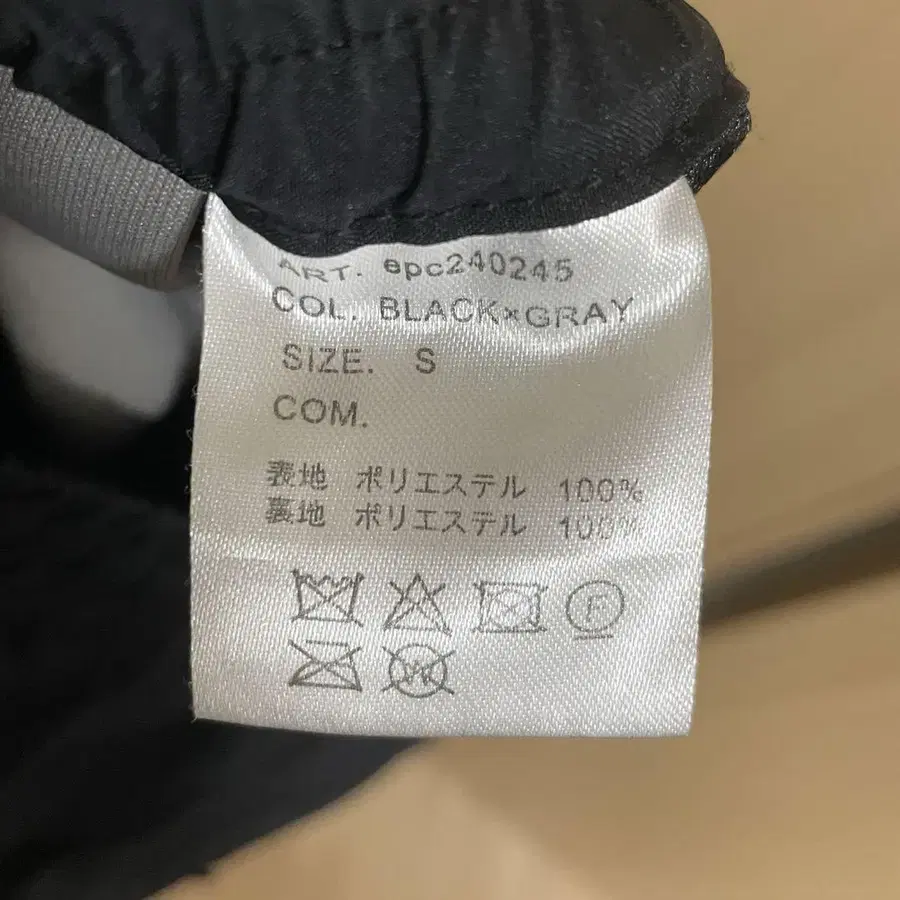 ART. epc240245
COL. BLACK×GRAY
SIZE. S
COM.
表地 ポリエステル 100%
裏地 ポリエステル 100%
F
W